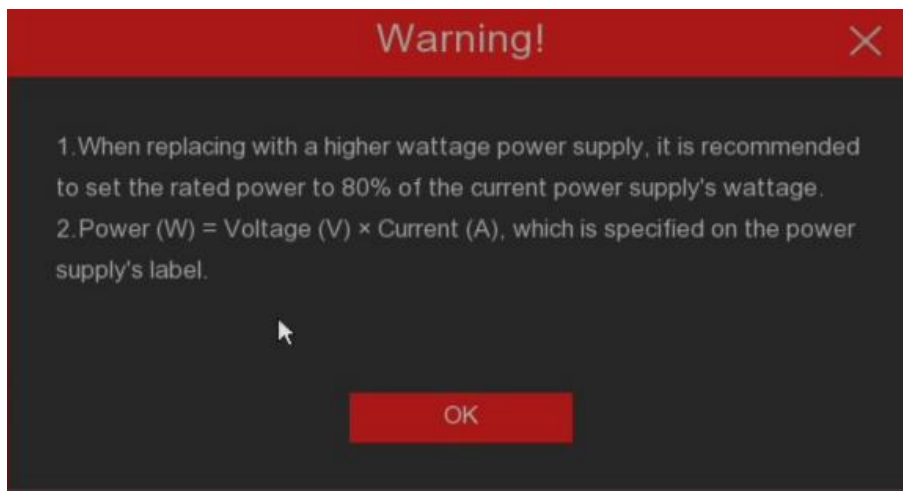 Warning!
1.When replacing with a higher wattage power supply, it is recommended
to set the rated power to 80% of the current power supply's wattage.
2.Power (W) = Voltage (V) × Current (A), which is specified on the power
supply's label.
OK